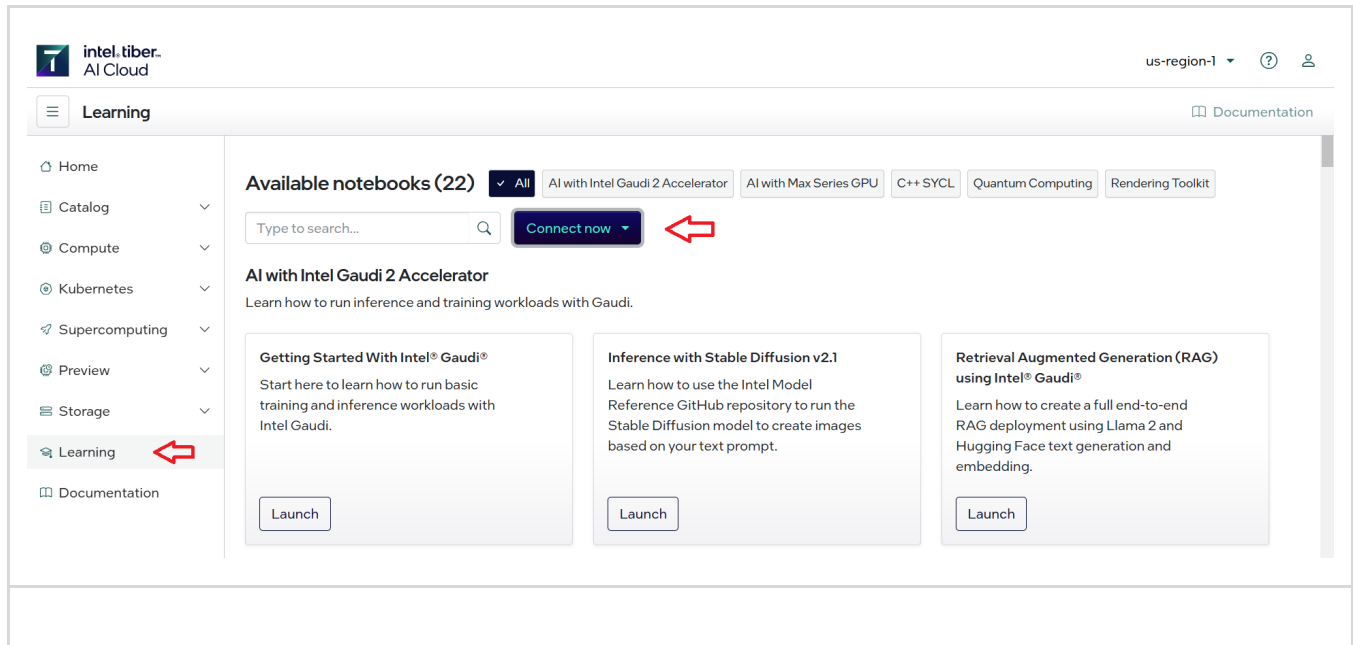 intel. tiber™
AI Cloud
us-region-1
Learning
Documentation
Home
Catalog
Compute
Kubernetes
Supercomputing
Preview
Storage
Learning
Documentation
Available notebooks (22)
All
AI with Intel Gaudi 2 Accelerator
AI with Max Series GPU
C++ SYCL
Quantum Computing
Rendering Toolkit
Type to search...
Connect now
AI with Intel Gaudi 2 Accelerator
Learn how to run inference and training workloads with Gaudi.
Getting Started With Intel® Gaudi®
Start here to learn how to run basic
training and inference workloads with
Intel Gaudi.
Launch
Inference with Stable Diffusion v2.1
Learn how to use the Intel Model
Reference GitHub repository to run the
Stable Diffusion model to create images
based on your text prompt.
Launch
Retrieval Augmented Generation (RAG)
using Intel® Gaudi®
Learn how to create a full end-to-end
RAG deployment using Llama 2 and
Hugging Face text generation and
embedding.
Launch